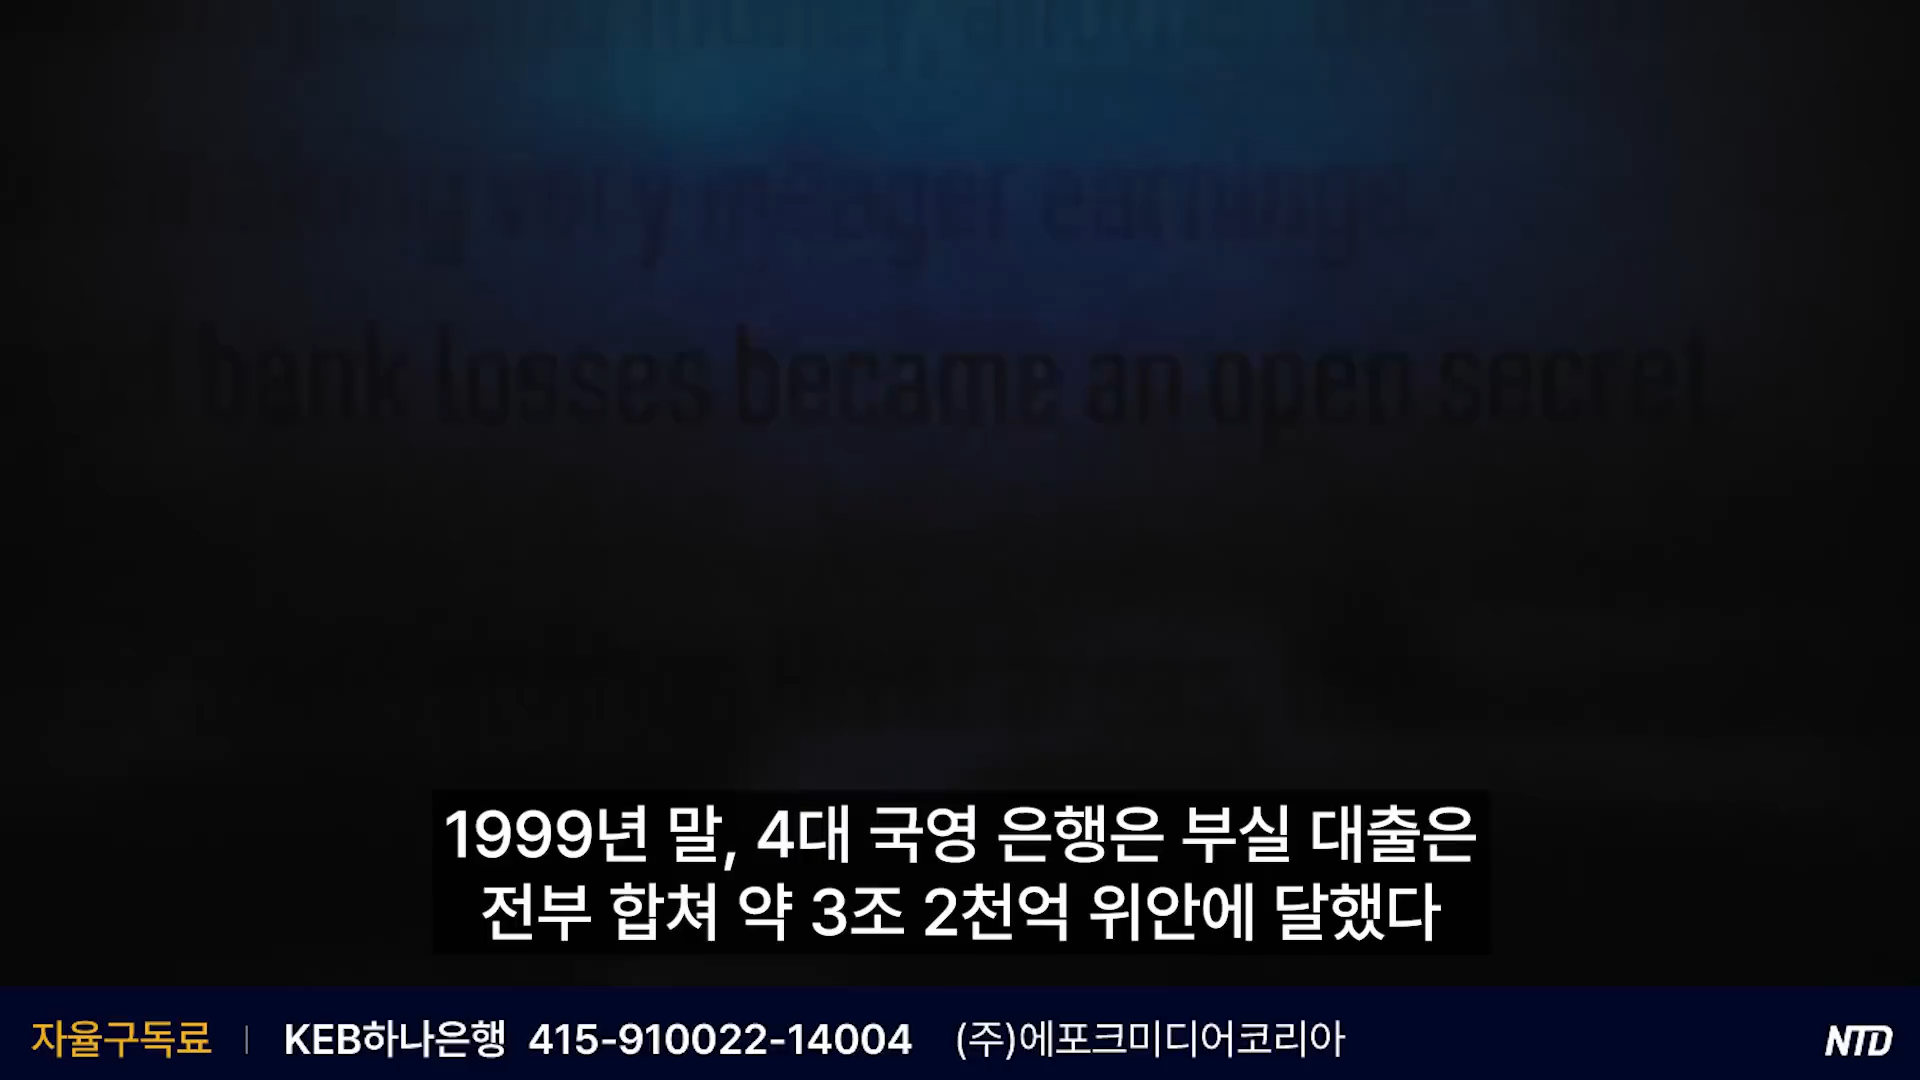 very meager earnings.
bank losses became an open secret
1999년 말, 4대 국영 은행은 부실 대출은
전부 합쳐 약 3조 2천억 위안에 달했다
자율구독료 | KEB하나은행 415-910022-14004 (주)에포크미디어코리아
NTD